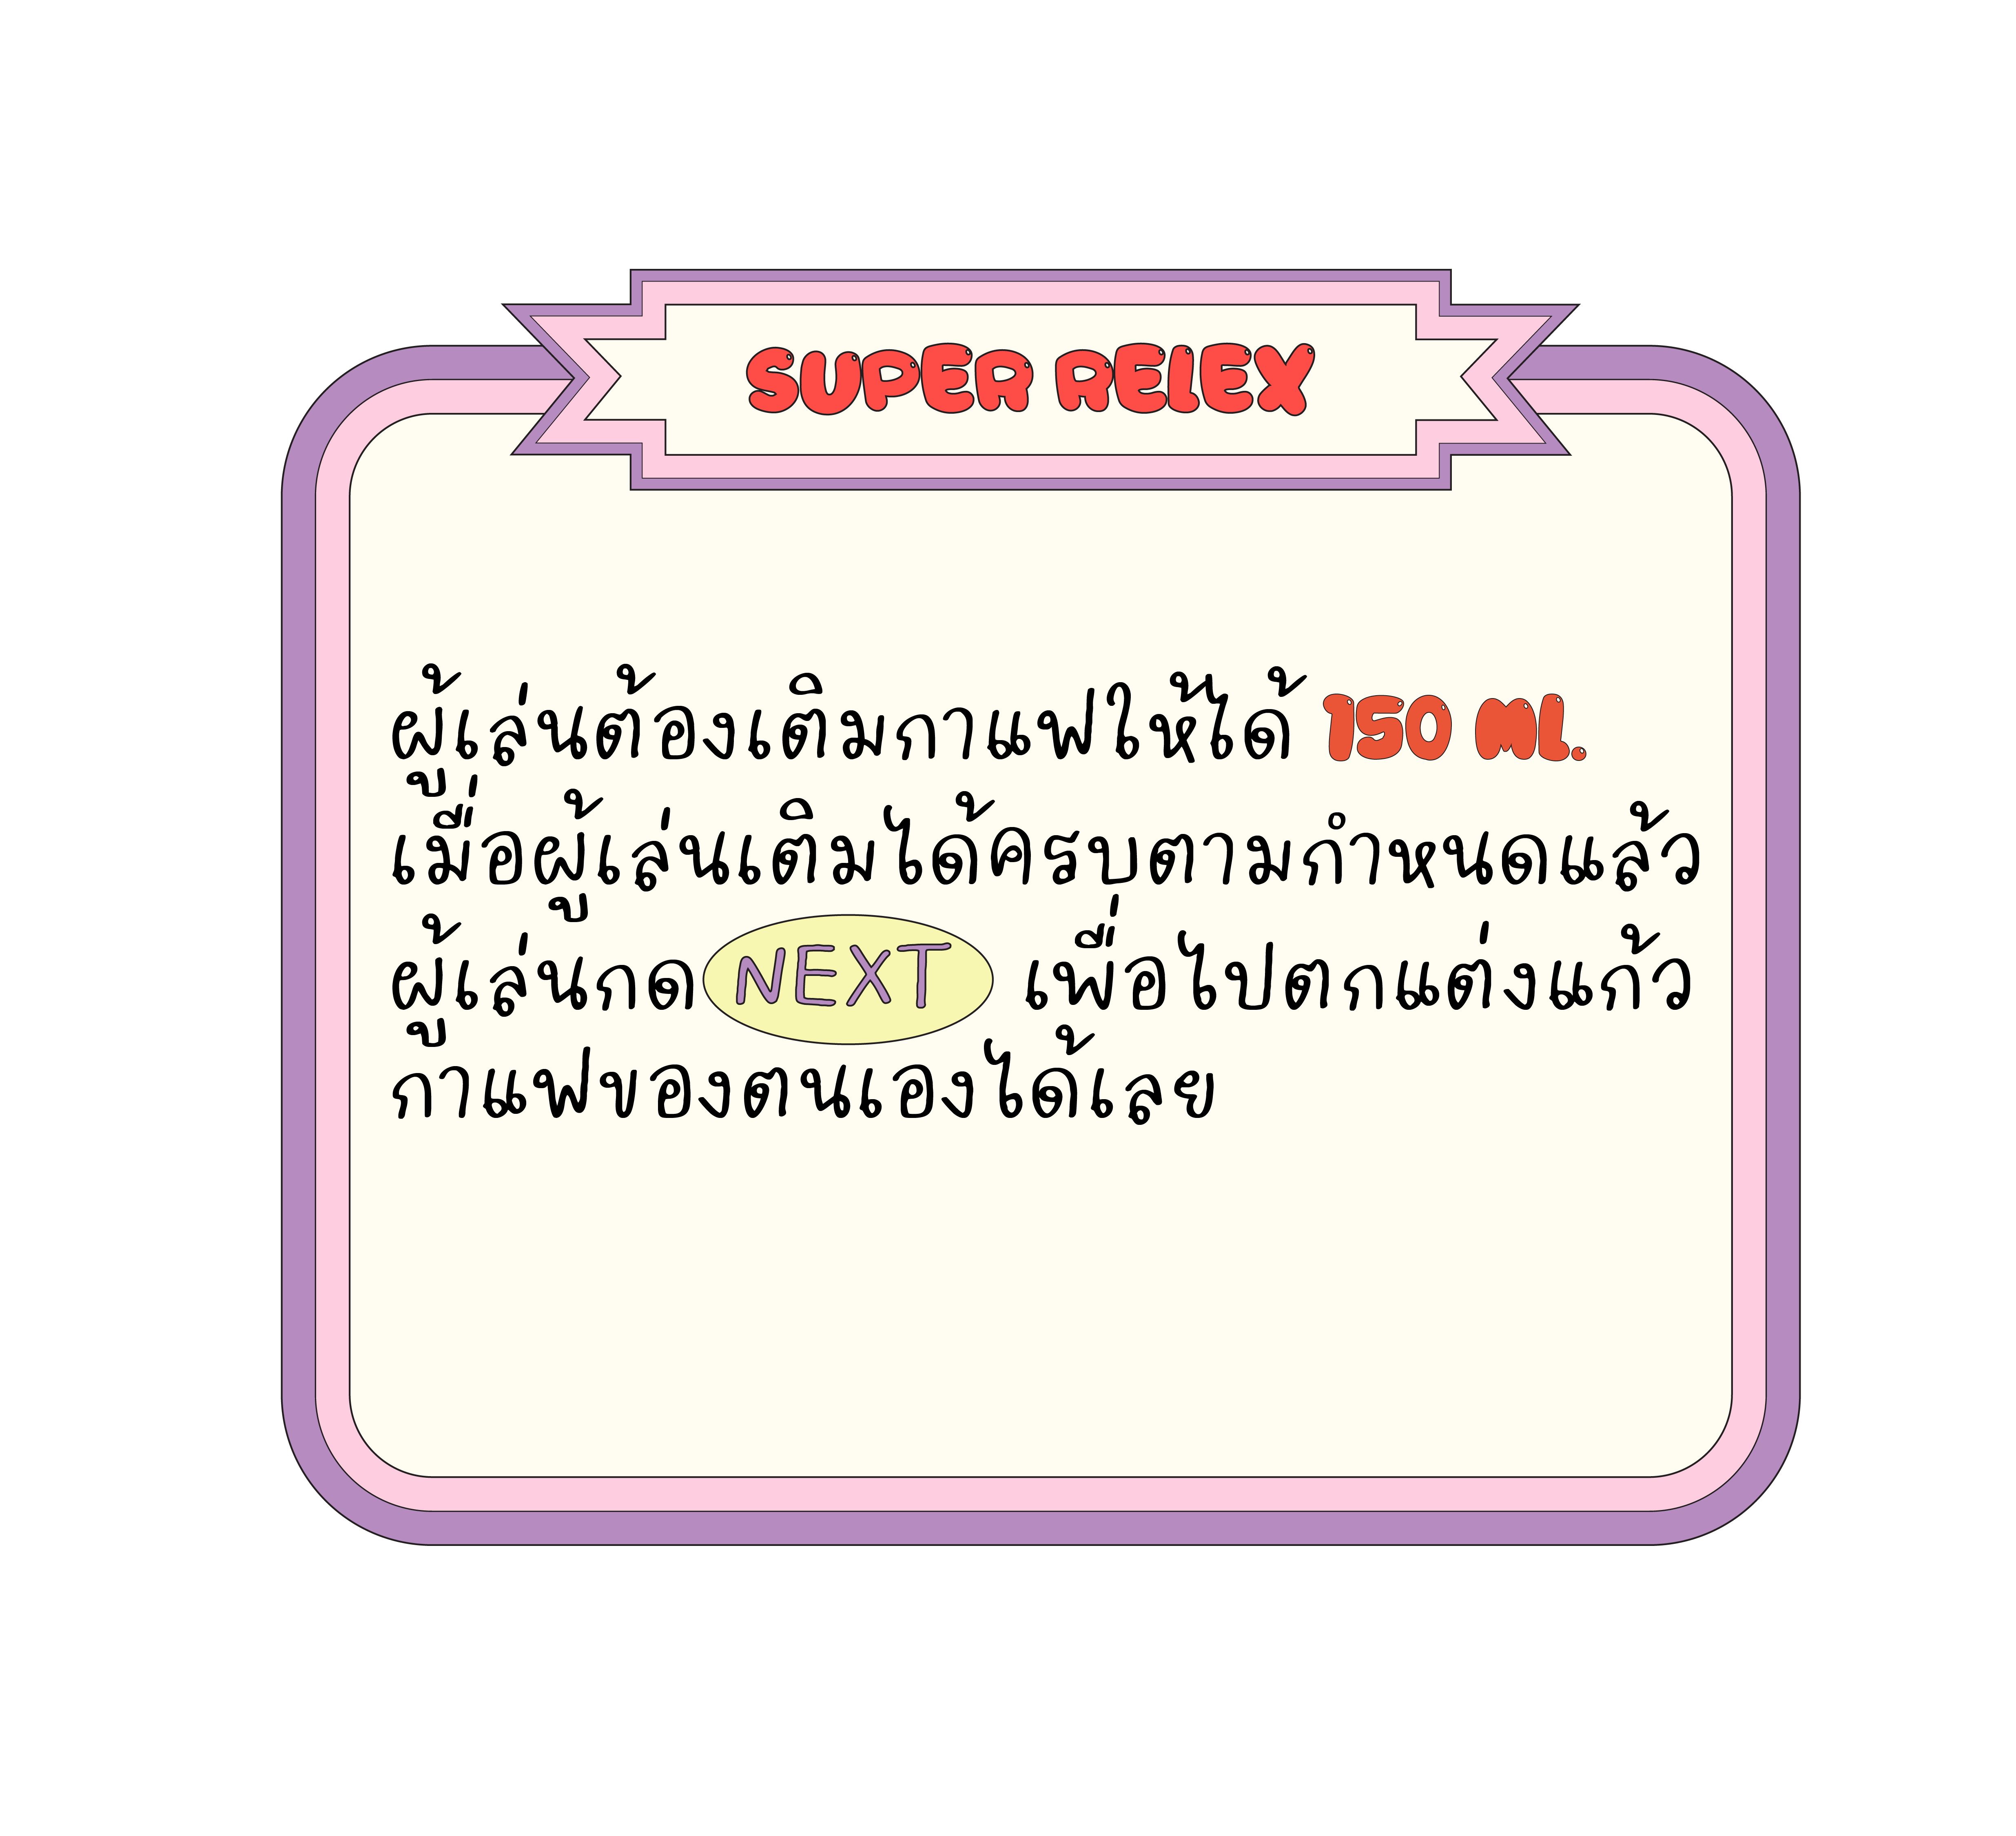 SUPER RELEX
ผู้เล่นต้องเติมกาแฟให้ได้ 150 ML.
เมื่อผู้เล่นเติมได้ครบตามกำหนดแล้ว
ผู้เล่นกด NEXT เพื่อไปตกแต่งแก้ว
กาแฟของตนเองได้เลย